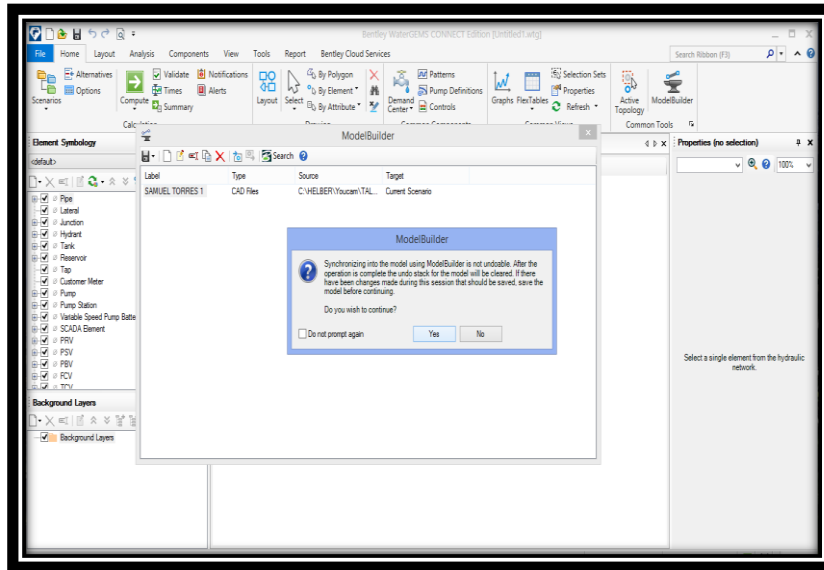 Bentley WaterGEMS CONNECT Edition [Untitled1.wtg]
File Home Layout Analysis Components View Tools Report Bentley Cloud Services
Search Ribbon (F3)
Scenarios
Alternatives
Options
Compute
Validate
Times
Summary
Notifications
Alerts
Layout
Select
By Polygon
By Element
By Attribute
Demand Center
Patterns
Pump Definitions
Controls
Graphs
FlexTables
Selection Sets
Properties
Refresh
Active Topology
ModelBuilder
Common Tools
Element Symbology
<default>
Pipe
Lateral
Junction
Hydrant
Tank
Reservoir
Tap
Customer Meter
Pump
Pump Station
Variable Speed Pump Batte
SCADA Element
PRV
PSV
PBV
FCV
TCV
Background Layers
Background Layers
ModelBuilder
Search
Label Type Source Target
SAMUEL TORRES 1 CAD Files C:\HELBER\Youcam\TAL... Current Scenario
ModelBuilder
Synchronizing into the model using ModelBuilder is not undoable. After the
operation is complete the undo stack for the model will be cleared. If there
have been changes made during this session that should be saved, save the
model before continuing.
Do you wish to continue?
Do not prompt again
Yes
No
Properties (no selection)
100%
Select a single element from the hydraulic
network.